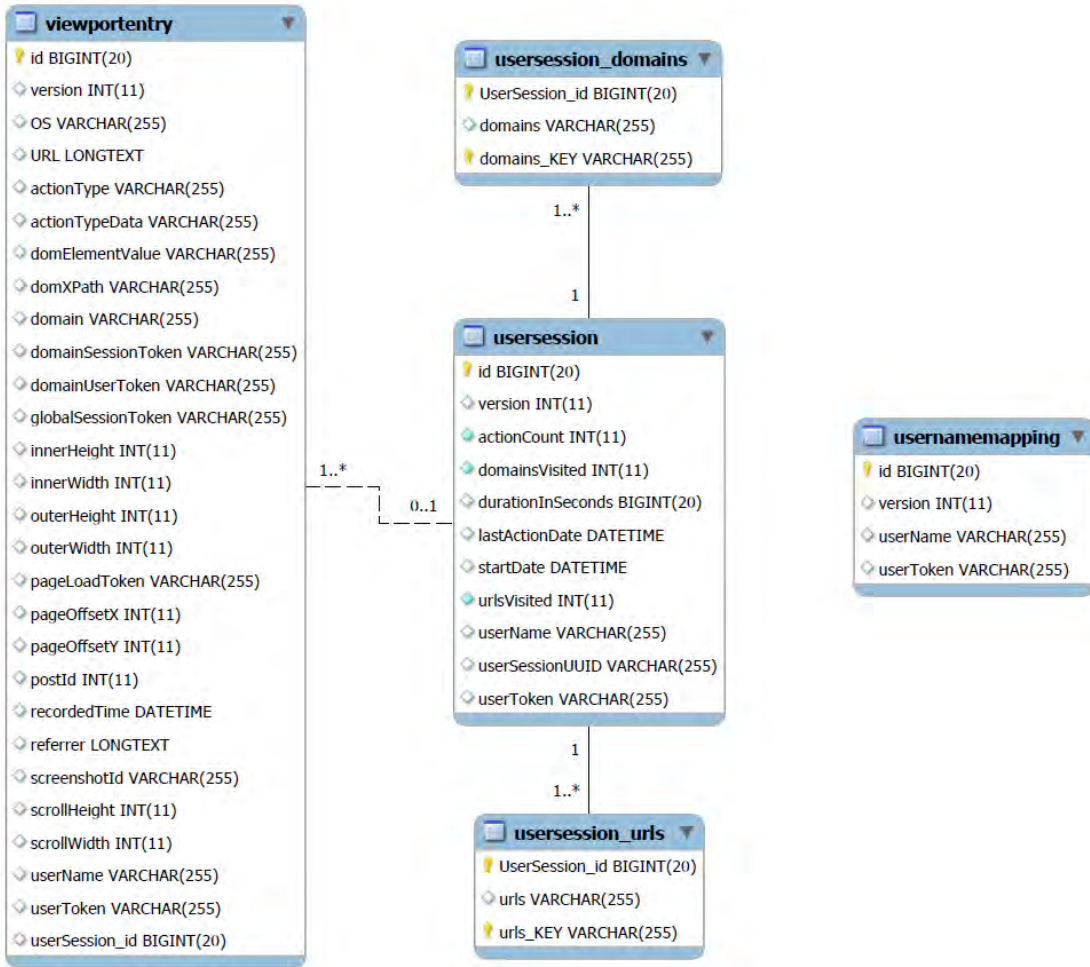 viewportentry
id BIGINT(20)
version INT(11)
OS VARCHAR(255)
URL LONGTEXT
actionType VARCHAR(255)
actionTypeData VARCHAR(255)
domElementValue VARCHAR(255)
domXPath VARCHAR(255)
domain VARCHAR(255)
domainSessionToken VARCHAR(255)
domainUserToken VARCHAR(255)
globalSessionToken VARCHAR(255)
innerHeight INT(11)
innerWidth INT(11)
outerHeight INT(11)
outerWidth INT(11)
pageLoadToken VARCHAR(255)
pageOffsetX INT(11)
pageOffsetY INT(11)
postId INT(11)
recordedTime DATETIME
referrer LONGTEXT
screenshotId VARCHAR(255)
scrollHeight INT(11)
scrollWidth INT(11)
userName VARCHAR(255)
userToken VARCHAR(255)
userSession_id BIGINT(20)
1..*
0..1
usersession_domains
UserSession_id BIGINT(20)
domains VARCHAR(255)
domains_KEY VARCHAR(255)
1..*
1
usersession
id BIGINT(20)
version INT(11)
actionCount INT(11)
domainsVisited INT(11)
durationInSeconds BIGINT(20)
lastActionDate DATETIME
startDate DATETIME
urlsVisited INT(11)
userName VARCHAR(255)
userSessionUUID VARCHAR(255)
userToken VARCHAR(255)
1
1..*
usersession_urls
UserSession_id BIGINT(20)
urls VARCHAR(255)
urls_KEY VARCHAR(255)
usernamemapping
id BIGINT(20)
version INT(11)
userName VARCHAR(255)
userToken VARCHAR(255)